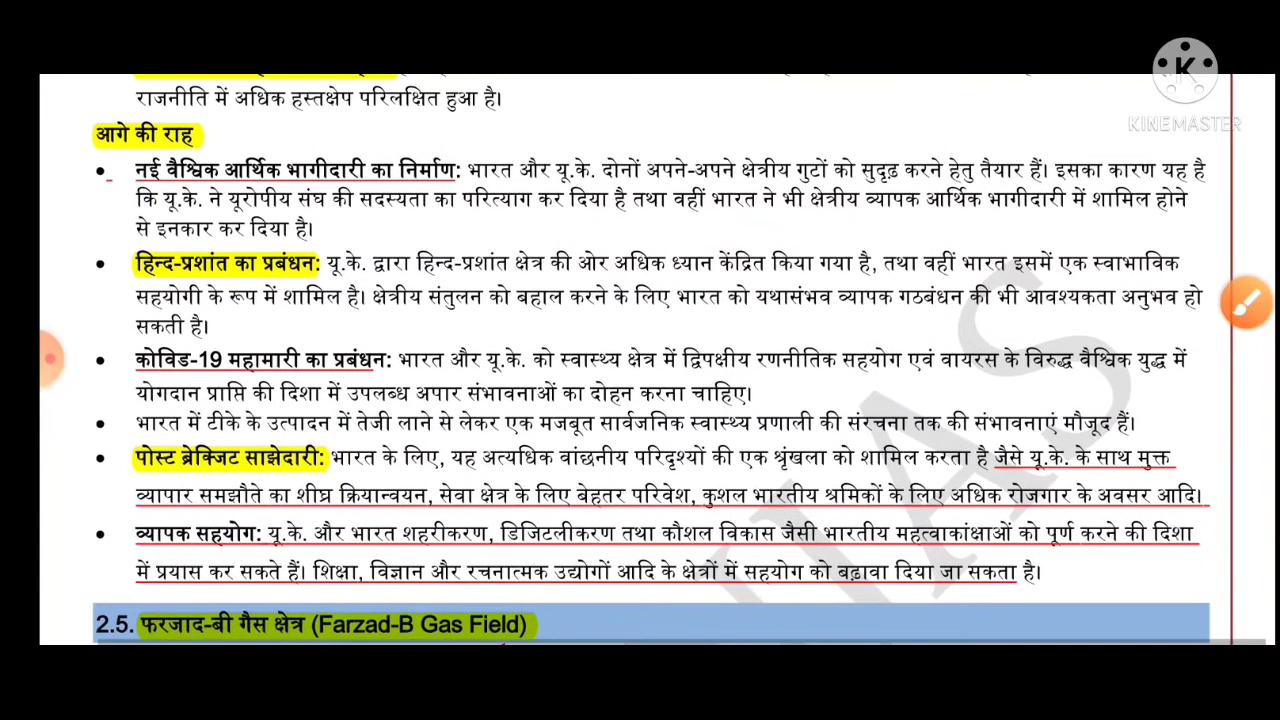 राजनीति में अधिक हस्तक्षेप परिलक्षित हुआ है।
K
KINEMASTER
आगे की राह
• नई वैश्विक आर्थिक भागीदारी का निर्माण: भारत और यू.के. दोनों अपने-अपने क्षेत्रीय गुटों को सुदृढ़ करने हेतु तैयार हैं। इसका कारण यह है
कि यू.के. ने यूरोपीय संघ की सदस्यता का परित्याग कर दिया है तथा वहीं भारत ने भी क्षेत्रीय व्यापक आर्थिक भागीदारी में शामिल होने
से इनकार कर दिया है।
• हिन्द-प्रशांत का प्रबंधन: यू.के. द्वारा हिन्द-प्रशांत क्षेत्र की ओर अधिक ध्यान केंद्रित किया गया है, तथा वहीं भारत इसमें एक स्वाभाविक
सहयोगी के रूप में शामिल है। क्षेत्रीय संतुलन को बहाल करने के लिए भारत को यथासंभव व्यापक गठबंधन की भी आवश्यकता अनुभव हो
सकती है।
• कोविड-19 महामारी का प्रबंधन: भारत और यू.के. को स्वास्थ्य क्षेत्र में द्विपक्षीय रणनीतिक सहयोग एवं वायरस के विरुद्ध वैश्विक युद्ध में
योगदान प्राप्ति की दिशा में उपलब्ध अपार संभावनाओं का दोहन करना चाहिए।
• भारत में टीके के उत्पादन में तेजी लाने से लेकर एक मजबूत सार्वजनिक स्वास्थ्य प्रणाली की संरचना तक की संभावनाएं मौजूद हैं।
• पोस्ट ब्रेक्जिट साझेदारी: भारत के लिए, यह अत्यधिक वांछनीय परिदृश्यों की एक श्रृंखला को शामिल करता है जैसे यू.के. के साथ मुक्त
व्यापार समझौते का शीघ्र क्रियान्वयन, सेवा क्षेत्र के लिए बेहतर परिवेश, कुशल भारतीय श्रमिकों के लिए अधिक रोजगार के अवसर आदि।
• व्यापक सहयोग: यू.के. और भारत शहरीकरण, डिजिटलीकरण तथा कौशल विकास जैसी भारतीय महत्वाकांक्षाओं को पूर्ण करने की दिशा
में प्रयास कर सकते हैं। शिक्षा, विज्ञान और रचनात्मक उद्योगों आदि के क्षेत्रों में सहयोग को बढ़ावा दिया जा सकता है।
2.5. फरजाद-बी गैस क्षेत्र (Farzad-B Gas Field)